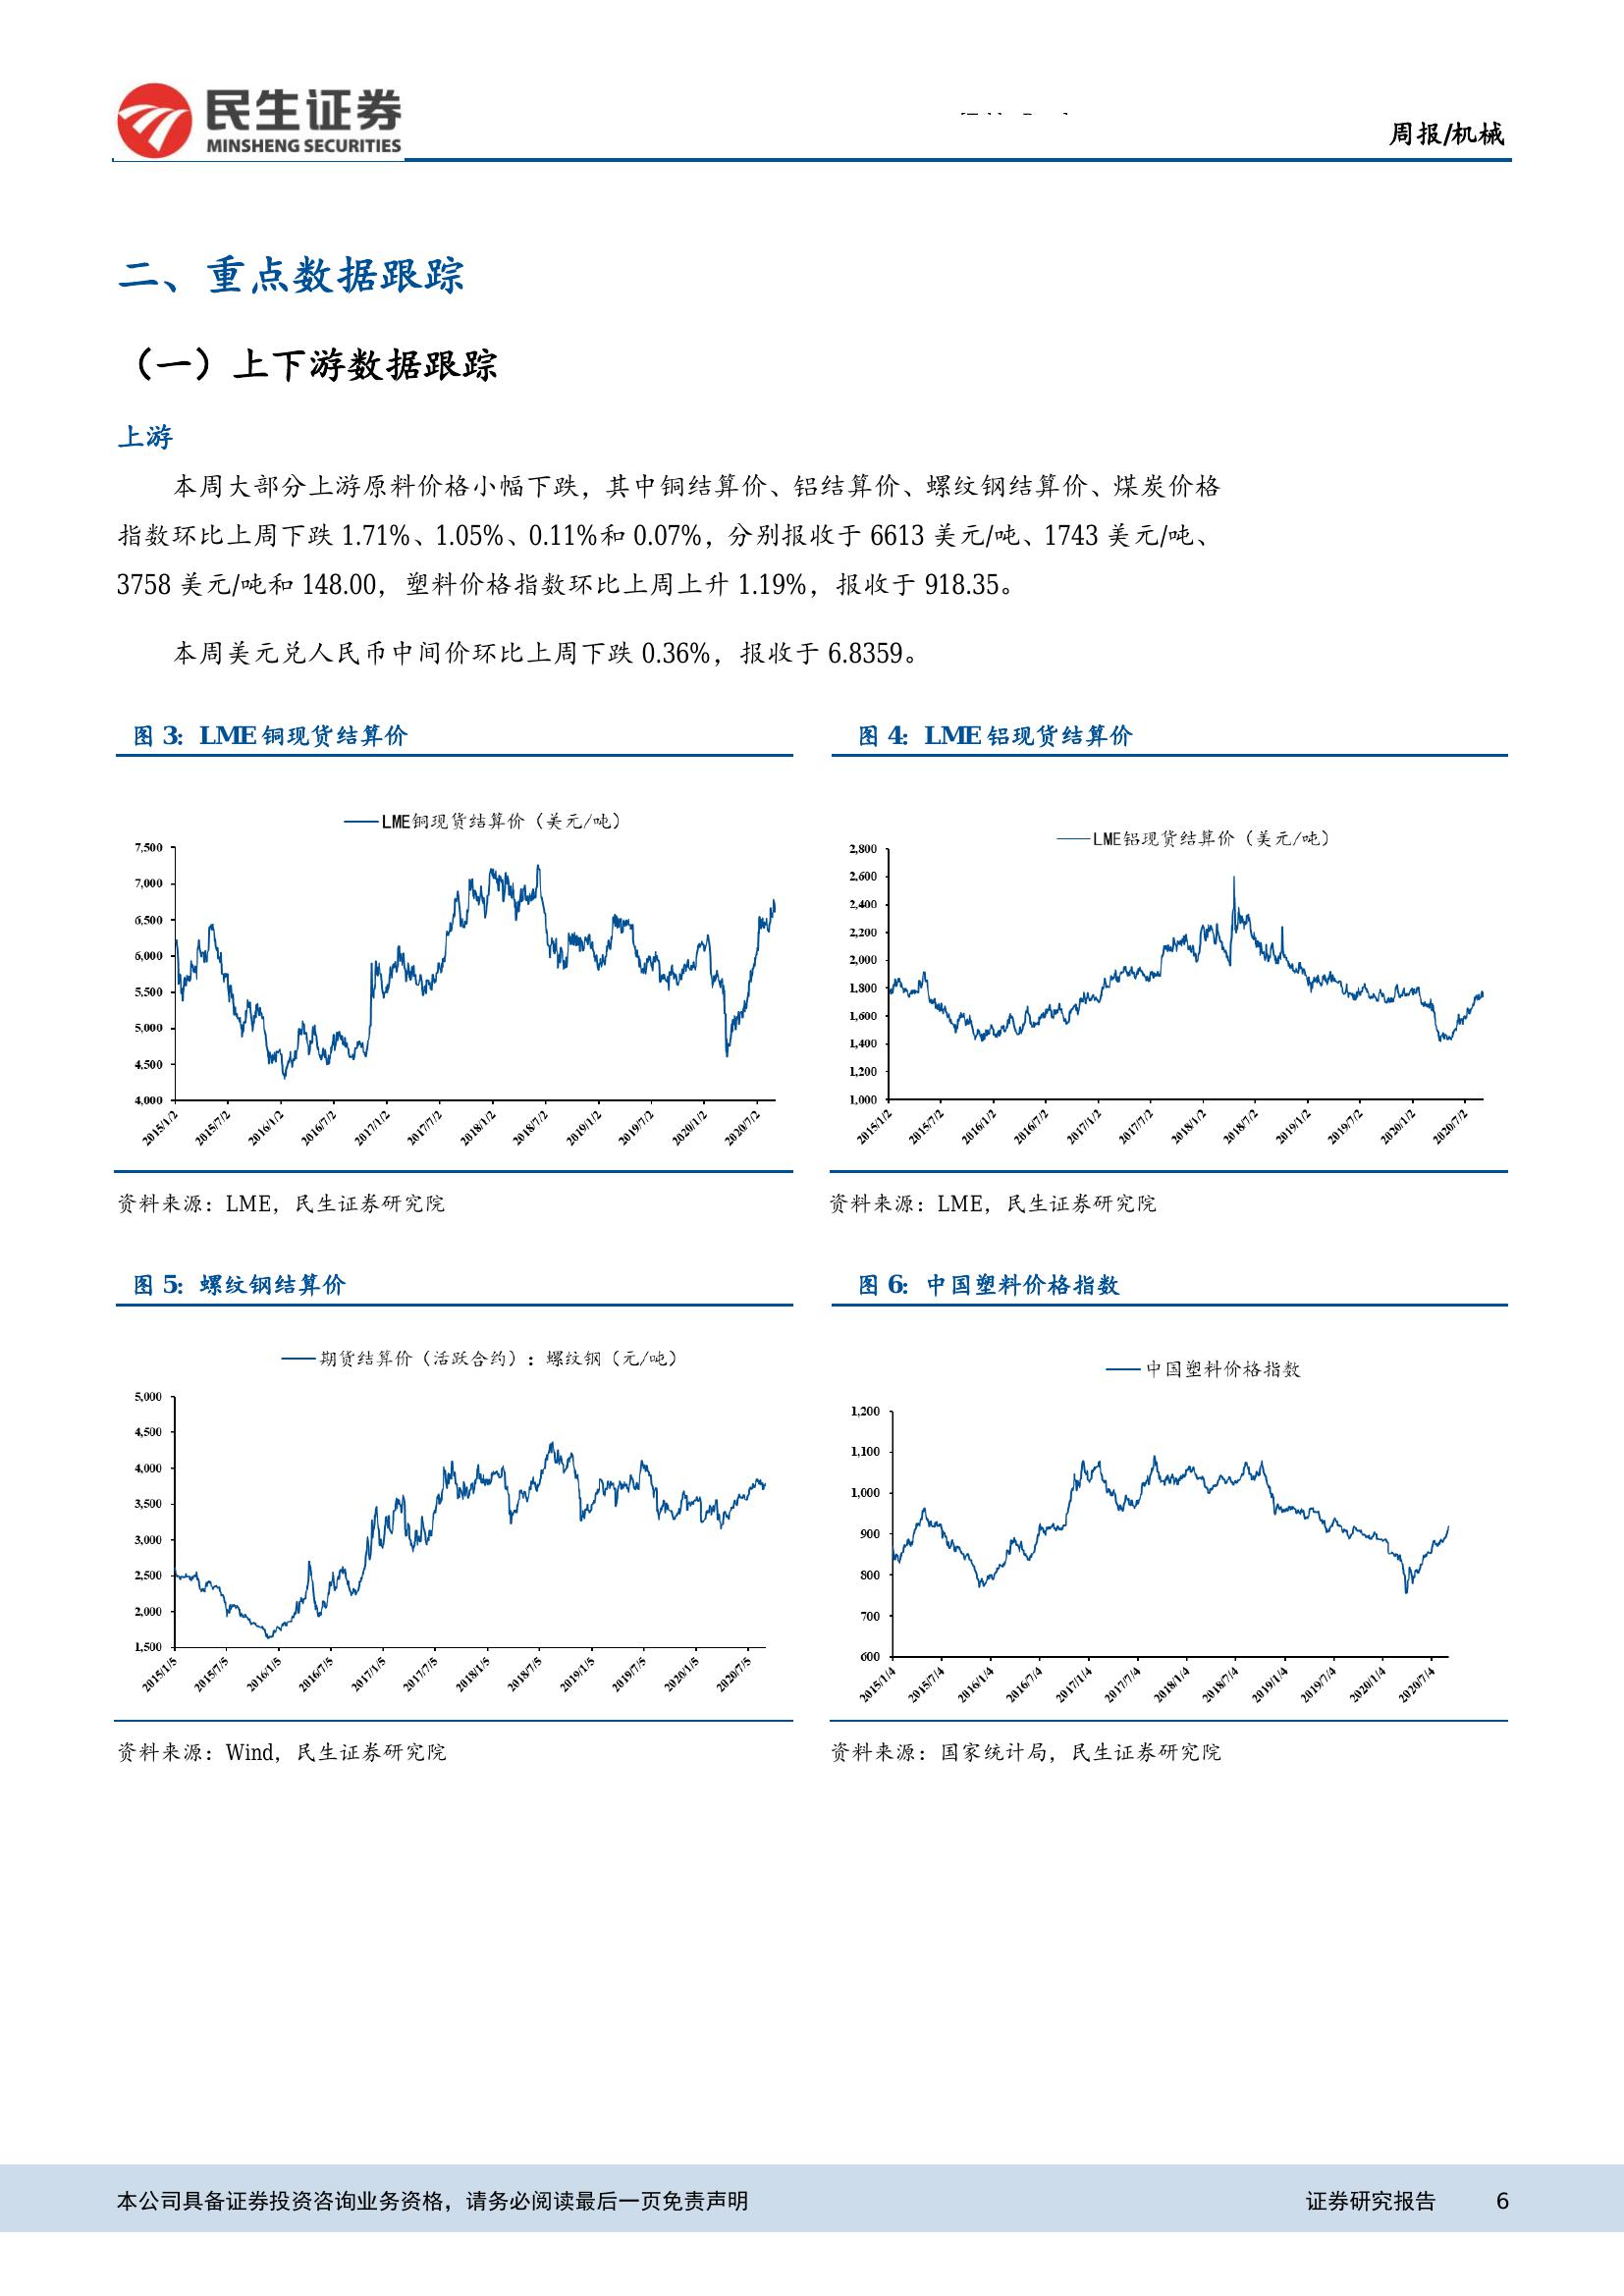 民生证券
MINSHENG SECURITIES
周报/机械
二、重点数据跟踪
（一）上下游数据跟踪
上游
本周大部分上游原料价格小幅下跌，其中铜结算价、铝结算价、螺纹钢结算价、煤炭价格
指数环比上周下跌 1.71%、1.05%、0.11%和 0.07%，分别报收于 6613 美元/吨、1743 美元/吨、
3758 美元/吨和 148.00，塑料价格指数环比上周上升 1.19%，报收于 918.35。
本周美元兑人民币中间价环比上周下跌 0.36%，报收于 6.8359。
图 3：LME 铜现货结算价
LME铜现货结算价（美元/吨）
7,500
7,000
6,500
6,000
5,500
5,000
4,500
4,000
2015/1/2 2015/7/2 2016/1/2 2016/7/2 2017/1/2 2017/7/2 2018/1/2 2018/7/2 2019/1/2 2019/7/2 2020/1/2 2020/7/2
资料来源：LME，民生证券研究院
图 4：LME 铝现货结算价
LME铝现货结算价（美元/吨）
2,800
2,600
2,400
2,200
2,000
1,800
1,600
1,400
1,200
1,000
2015/1/2 2015/7/2 2016/1/2 2016/7/2 2017/1/2 2017/7/2 2018/1/2 2018/7/2 2019/1/2 2019/7/2 2020/1/2 2020/7/2
资料来源：LME，民生证券研究院
图 5：螺纹钢结算价
期货结算价（活跃合约）：螺纹钢（元/吨）
5,000
4,500
4,000
3,500
3,000
2,500
2,000
1,500
2015/1/5 2015/7/5 2016/1/5 2016/7/5 2017/1/5 2017/7/5 2018/1/5 2018/7/5 2019/1/5 2019/7/5 2020/1/5 2020/7/5
资料来源：Wind，民生证券研究院
图 6：中国塑料价格指数
中国塑料价格指数
1,200
1,100
1,000
900
800
700
600
2015/1/4 2015/7/4 2016/1/4 2016/7/4 2017/1/4 2017/7/4 2018/1/4 2018/7/4 2019/1/4 2019/7/4 2020/1/4 2020/7/4
资料来源：国家统计局，民生证券研究院
本公司具备证券投资咨询业务资格，请务必阅读最后一页免责声明
证券研究报告 6